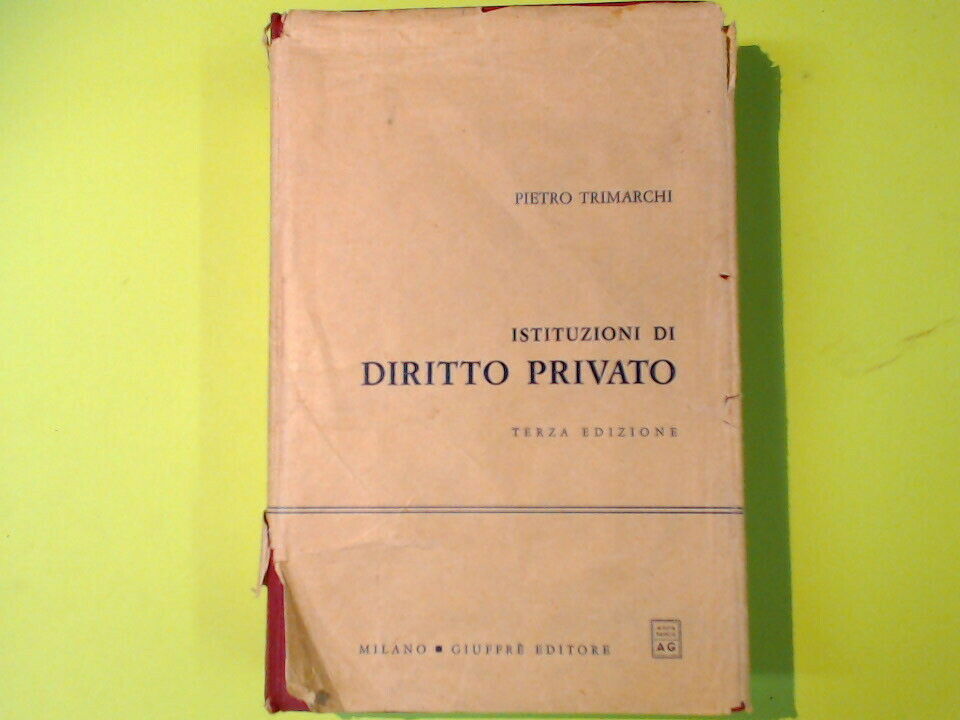 PIETRO TRIMARCHI
ISTITUZIONI DI
DIRITTO PRIVATO
TERZA EDIZIONE
MILANO ▪ GIUFFRÈ EDITORE
AG